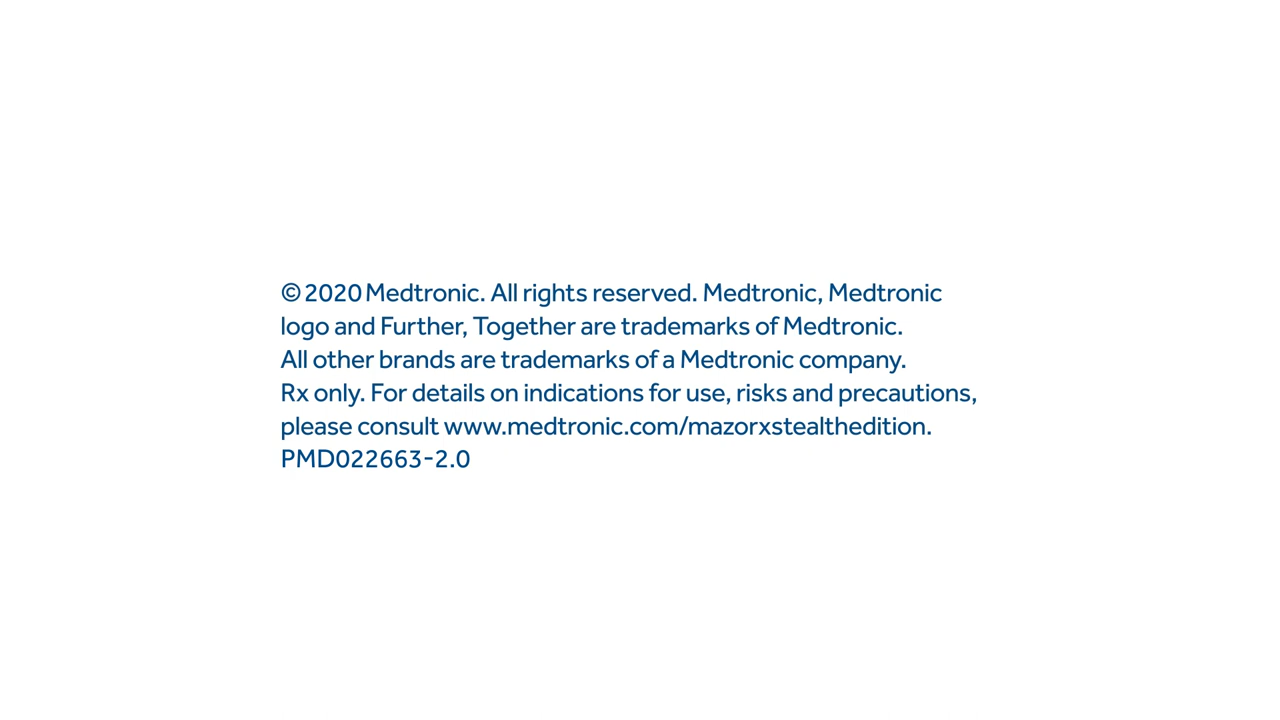 © 2020 Medtronic. All rights reserved. Medtronic, Medtronic
logo and Further, Together are trademarks of Medtronic.
All other brands are trademarks of a Medtronic company.
Rx only. For details on indications for use, risks and precautions,
please consult www.medtronic.com/mazorxstealthedition.
PMD022663-2.0